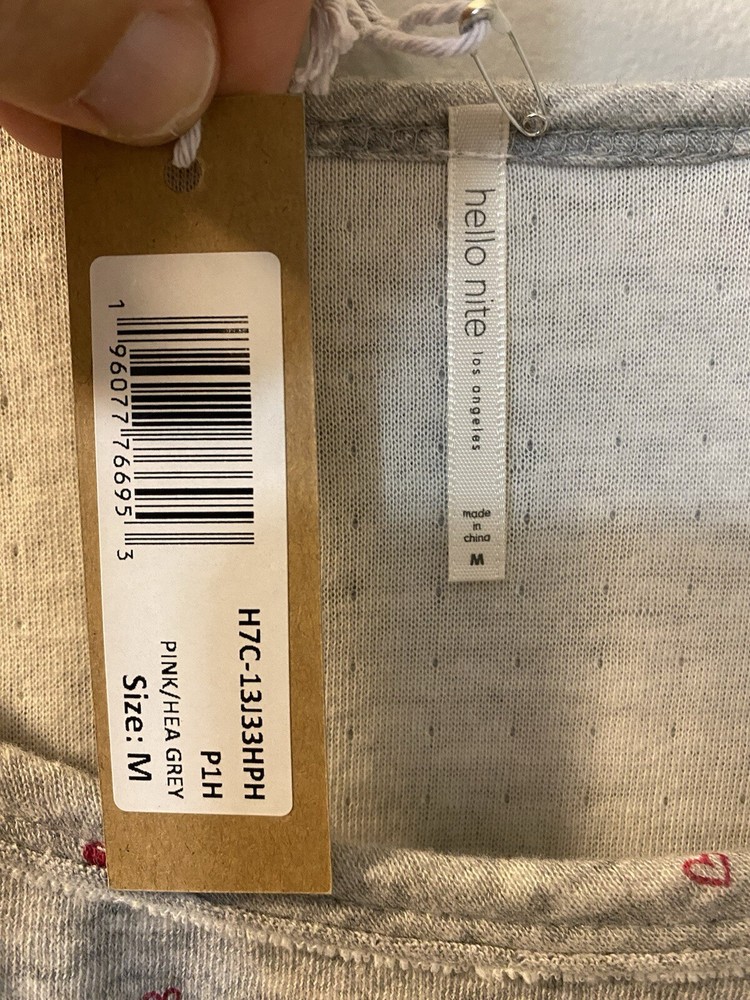 H7C-13J33HPH
P1H
PINK/HEA GREY
Size: M
1 96077 76695 3
hello nite los angeles
made
in
china
M